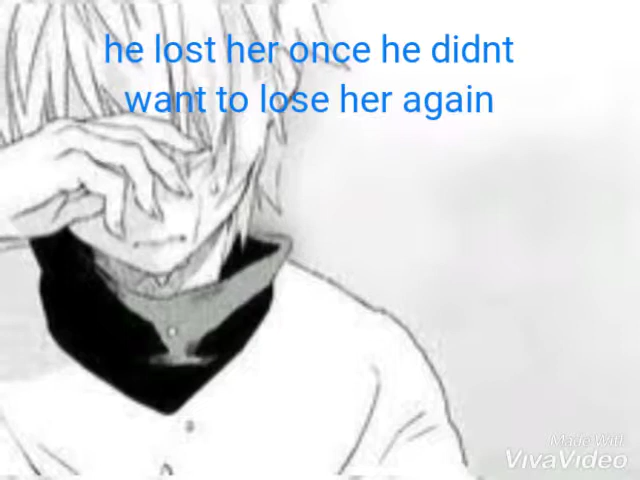 he lost her once he didnt
want to lose her again
Made With
VivaVideo